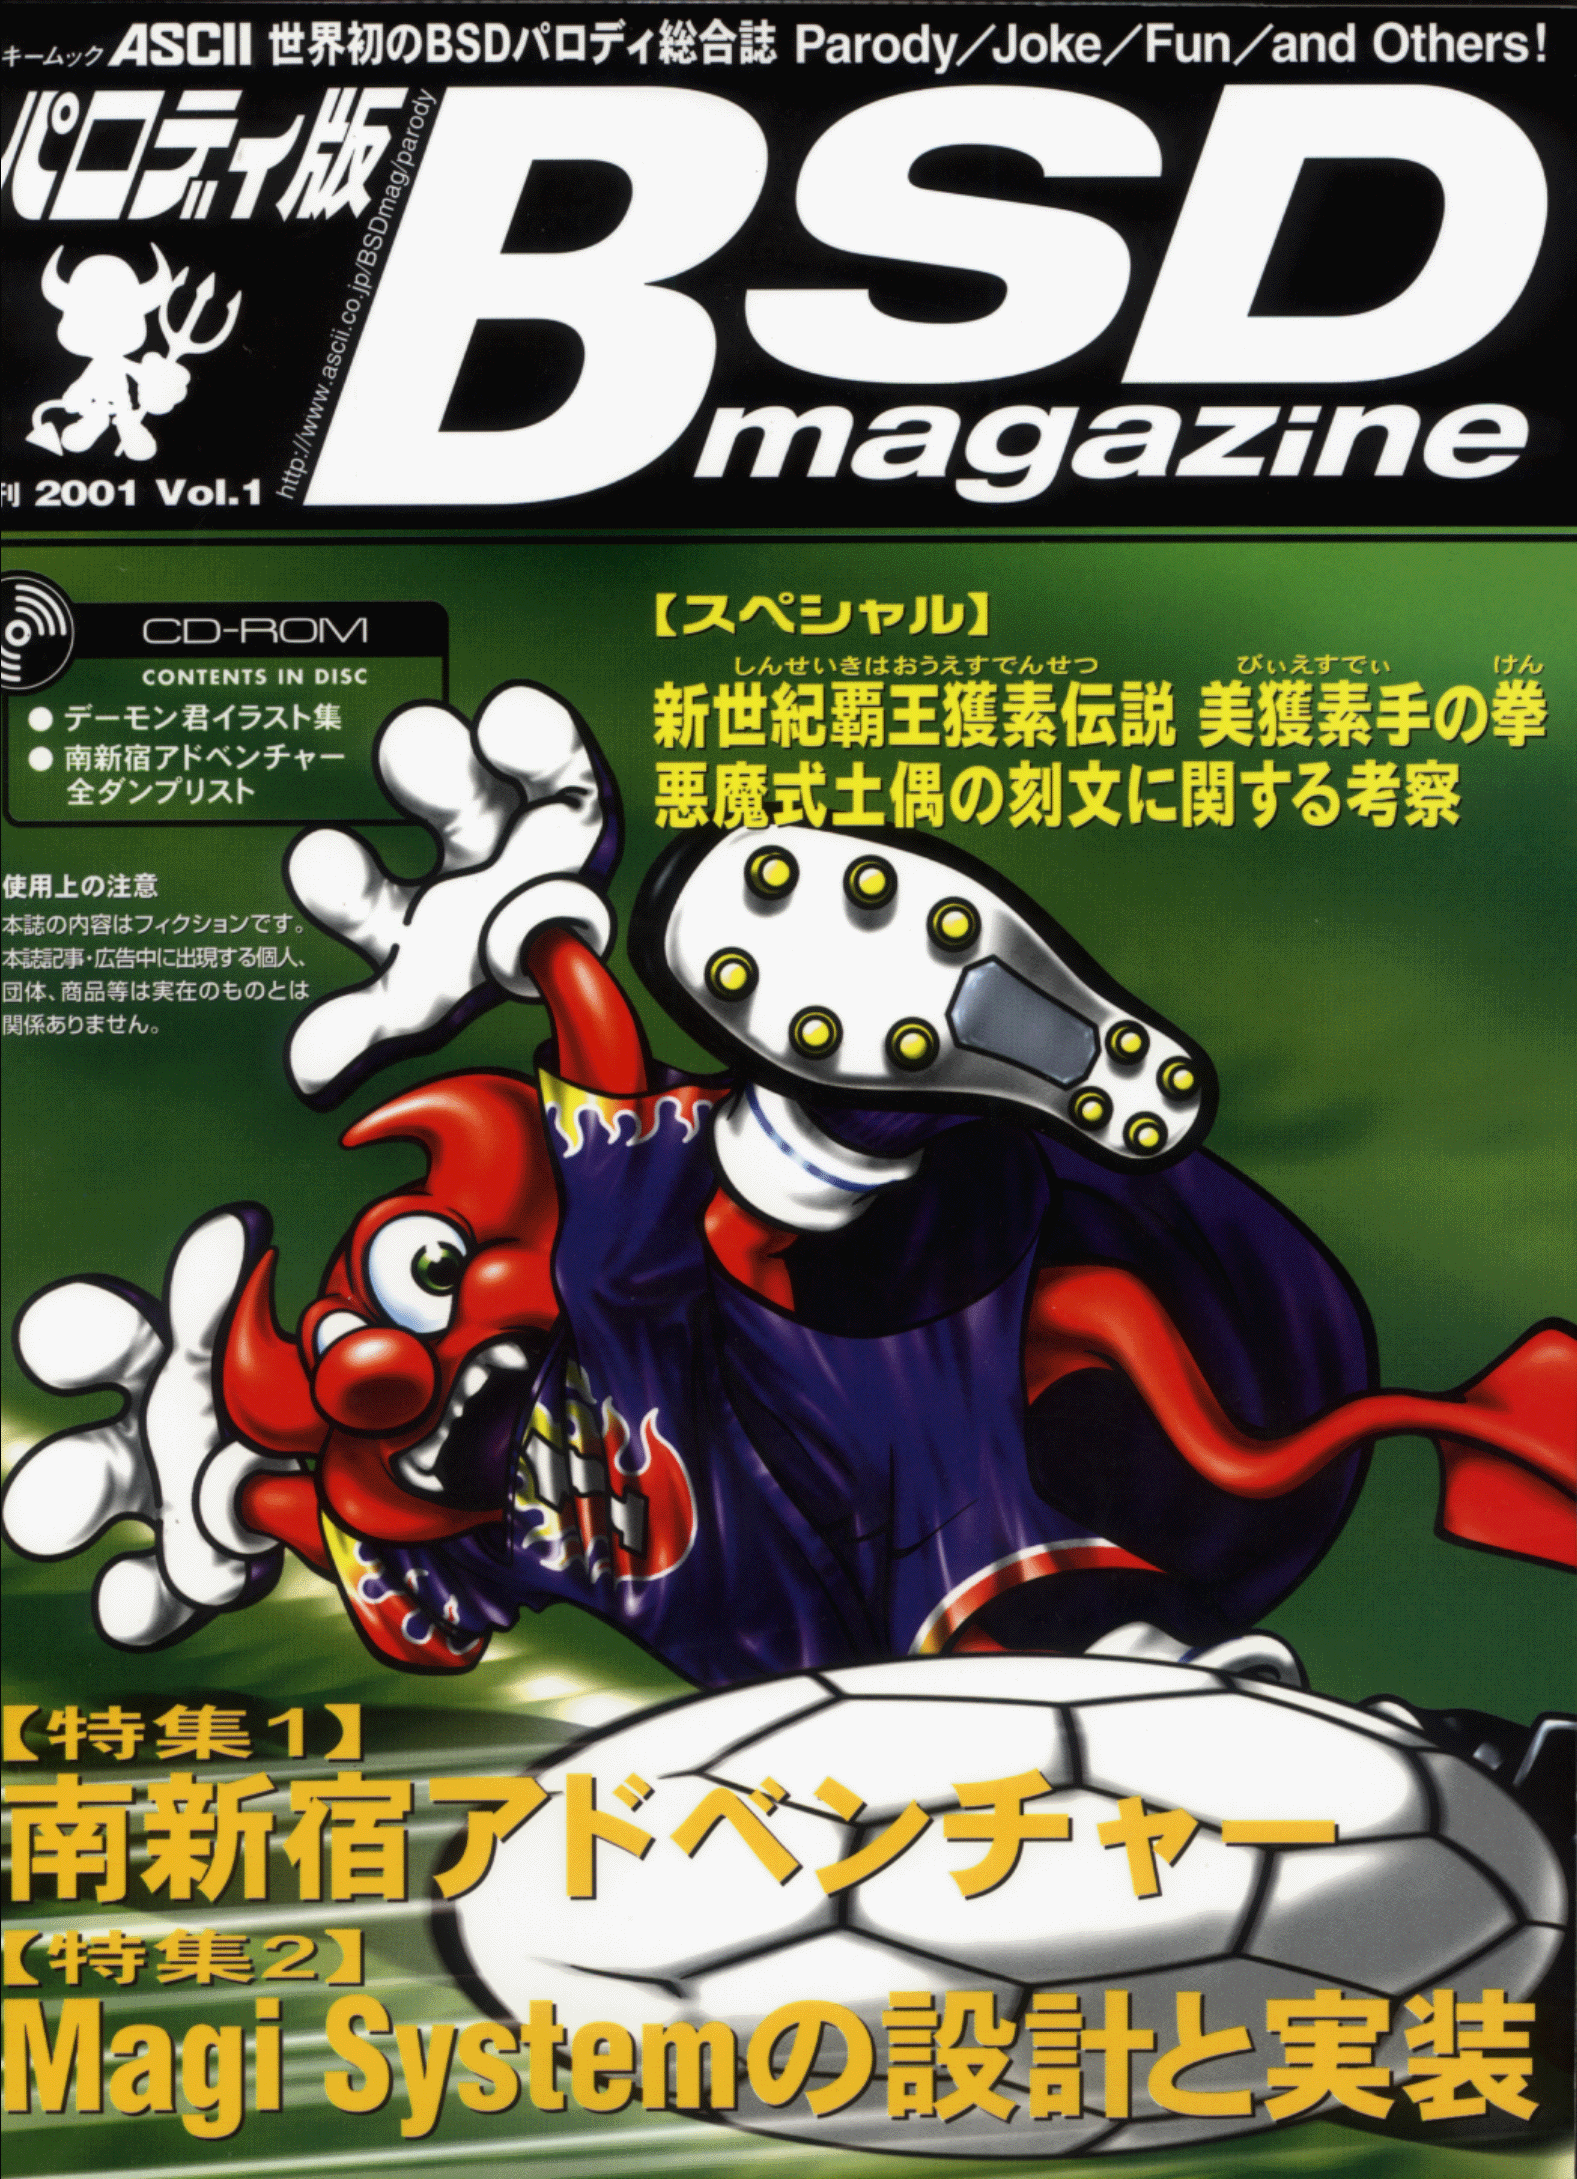 キームック ASCII 世界初のBSDパロディ総合誌 Parody／Joke／Fun／and Others!
パロディ版
BSD
magazine
http://www.ascii.co.jp/BSDmag/parody
刊 2001 Vol.1
CD-ROM
CONTENTS IN DISC
● デーモン君イラスト集
● 南新宿アドベンチャー
全ダンプリスト
【スペシャル】
しんせいきはおうえすでんせつ びぃえすでぃ けん
新世紀覇王獲素伝説 美獲素手の拳
悪魔式土偶の刻文に関する考察
使用上の注意
本誌の内容はフィクションです。
本誌記事・広告中に出現する個人、
団体、商品等は実在のものとは
関係ありません。
【特集1】
南新宿アドベンチャー
【特集2】
Magi Systemの設計と実装